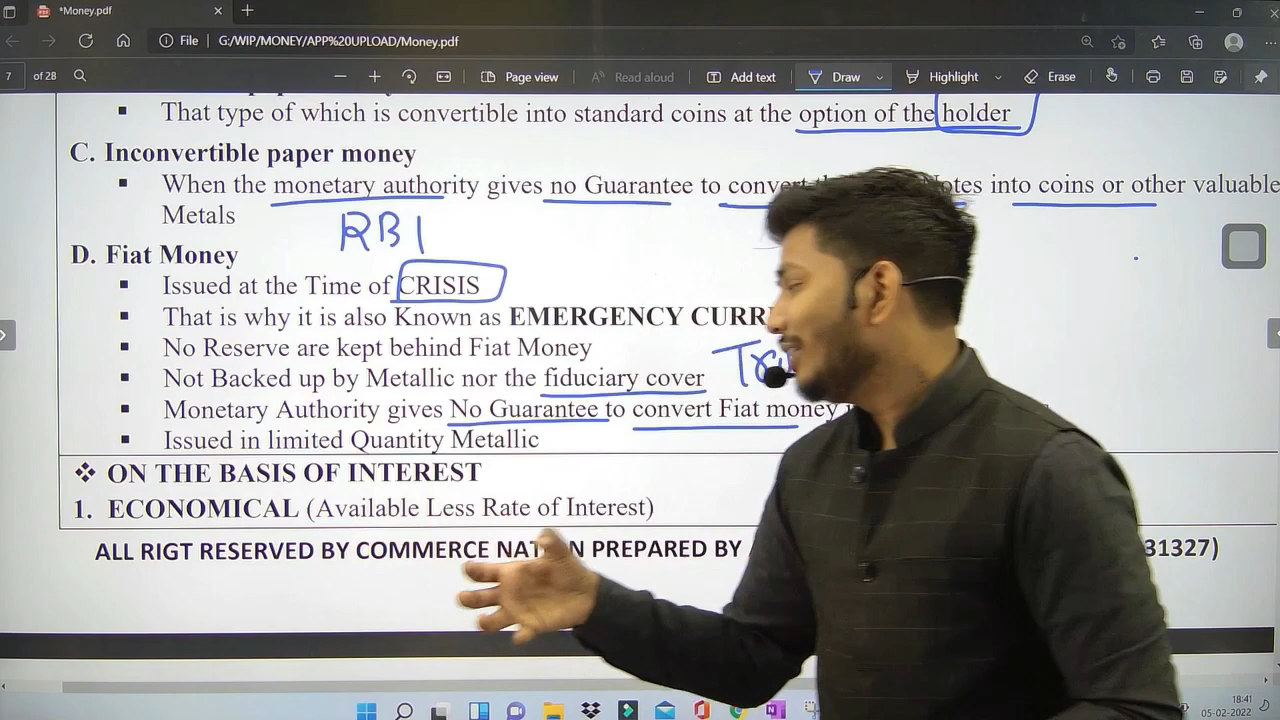 *Money.pdf
File G:/WIP/MONEY/APP%20UPLOAD/Money.pdf
7 of 28 Page view Read aloud Add text Draw Highlight Erase
That type of which is convertible into standard coins at the option of the holder
C. Inconvertible paper money
When the monetary authority gives no Guarantee to convert into coins or other valuable
Metals
RBI
D. Fiat Money
Issued at the Time of CRISIS
That is why it is also Known as EMERGENCY
No Reserve are kept behind Fiat Money
Not Backed up by Metallic nor the fiduciary cover
Monetary Authority gives No Guarantee to convert Fiat money
Issued in limited Quantity Metallic
❖ ON THE BASIS OF INTEREST
1. ECONOMICAL (Available Less Rate of Interest)
ALL RIGT RESERVED BY COMMERCE PREPARED BY 31327)
18:41
05-02-2022